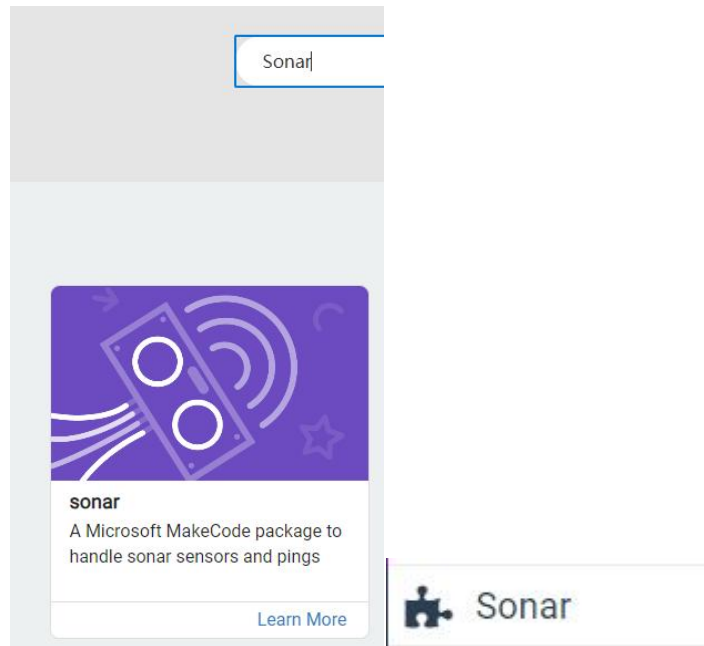 Sonar
sonar
A Microsoft MakeCode package to
handle sonar sensors and pings
Learn More
Sonar